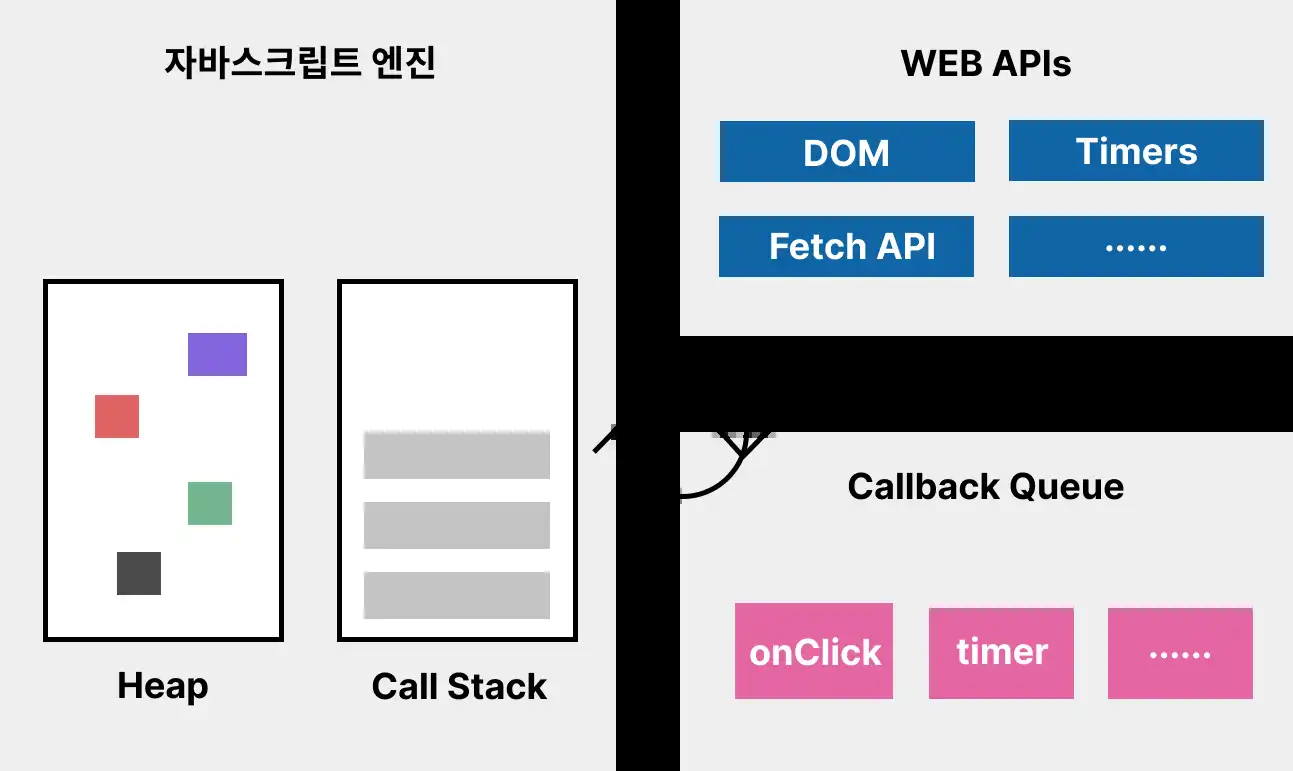 자바스크립트 엔진
Heap
Call Stack
WEB APIs
DOM
Timers
Fetch API
······
Callback Queue
onClick
timer
······